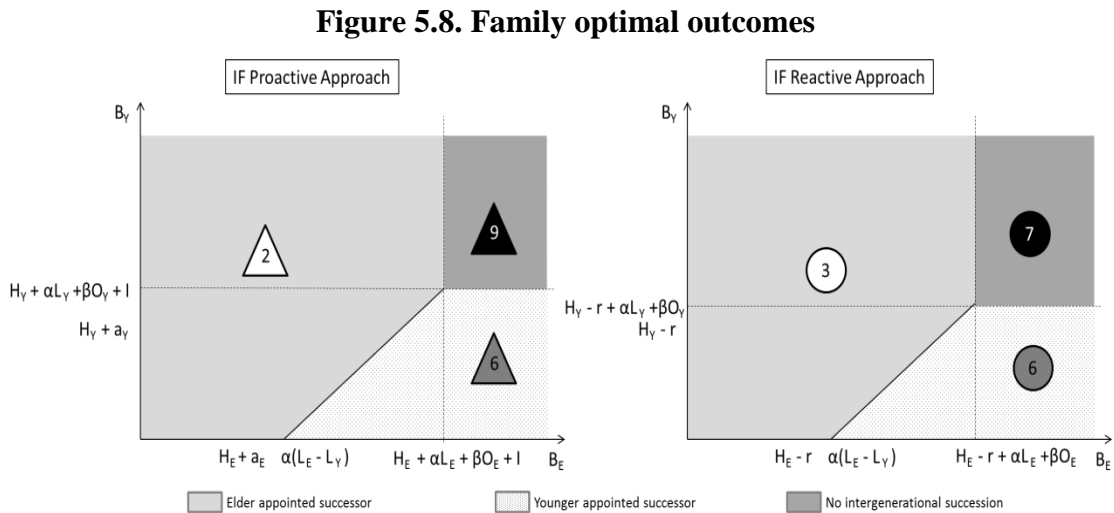 Figure 5.8. Family optimal outcomes
IF Proactive Approach
B_Y
2
9
H_Y + αL_Y +βO_Y + I
H_Y + a_Y
6
H_E + a_E α(L_E - L_Y) H_E + αL_E + βO_E + I B_E
IF Reactive Approach
B_Y
3
7
H_Y - r + αL_Y +βO_Y
H_Y - r
6
H_E - r α(L_E - L_Y) H_E - r + αL_E +βO_E B_E
Elder appointed successor Younger appointed successor No intergenerational succession